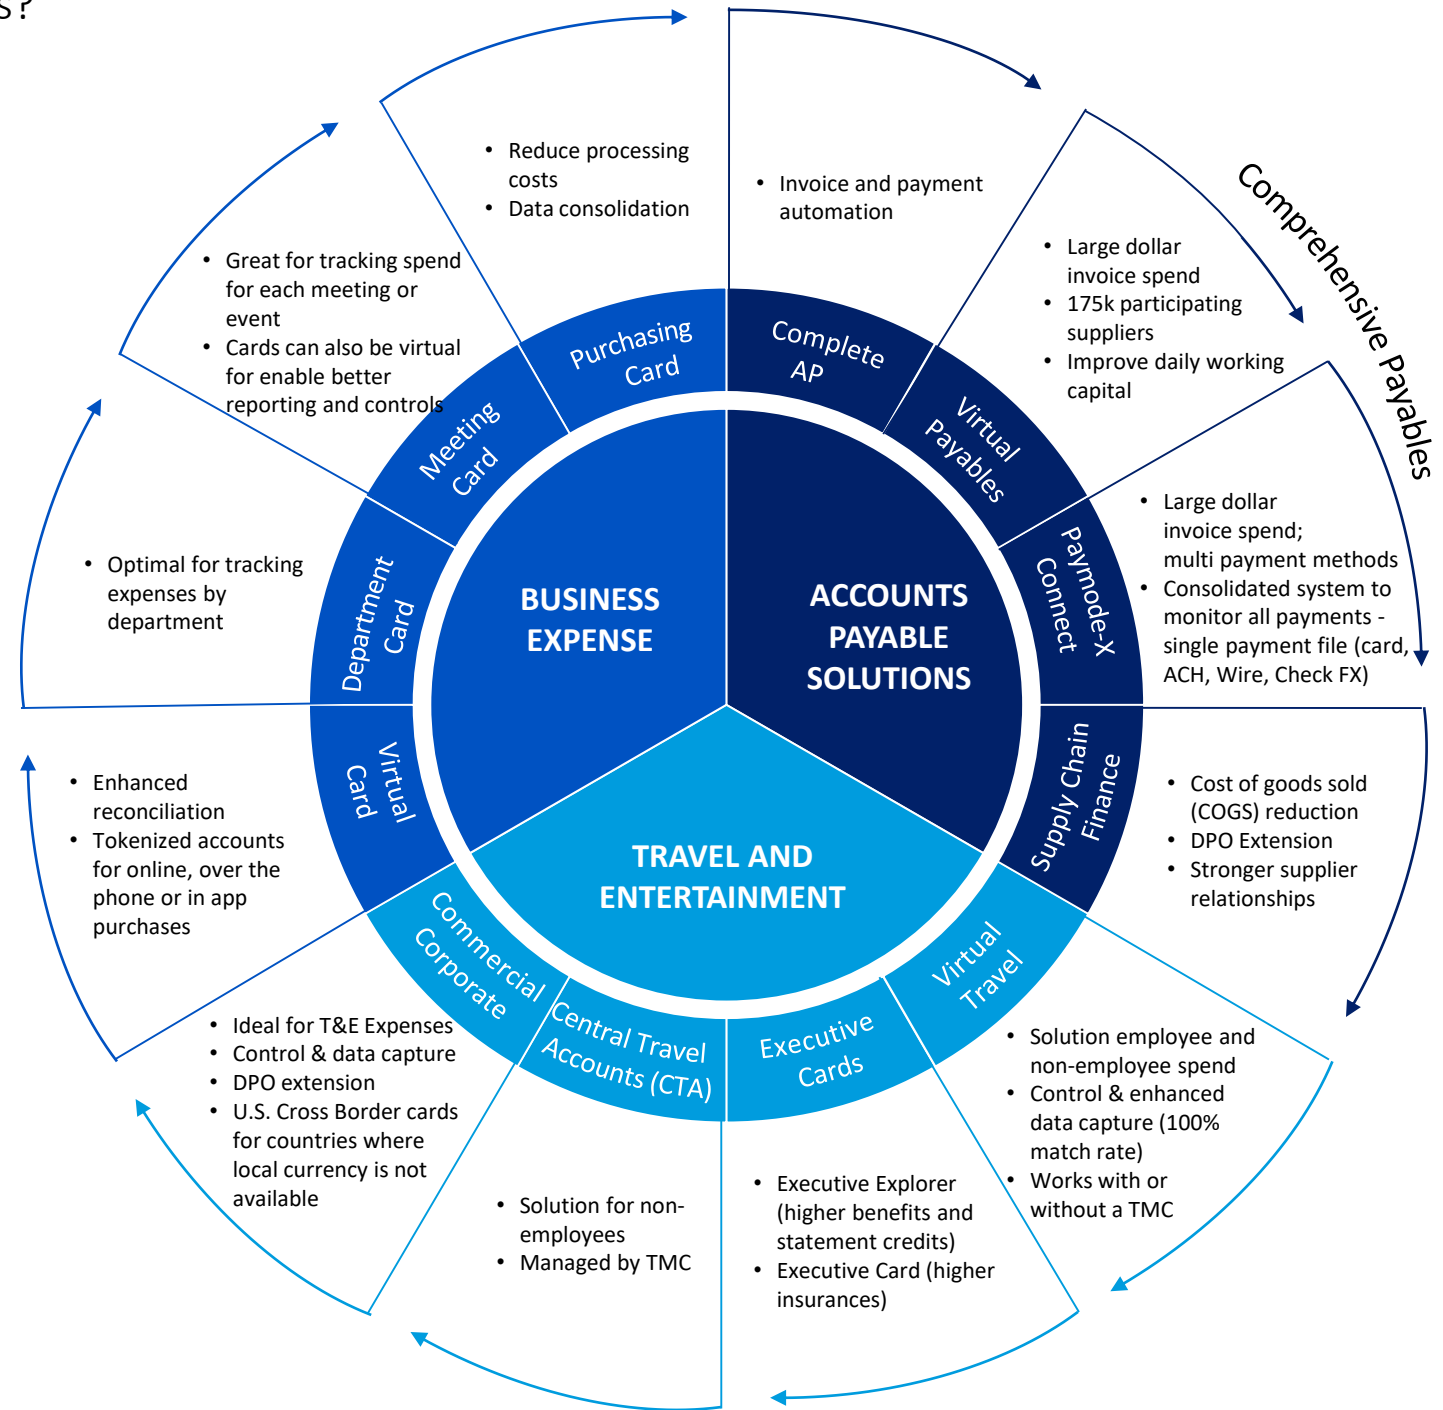 s?
Comprehensive Payables
• Reduce processing
costs
• Data consolidation
• Invoice and payment
automation
• Large dollar
invoice spend
• 175k participating
suppliers
• Improve daily working
capital
• Large dollar
invoice spend;
multi payment methods
• Consolidated system to
monitor all payments -
single payment file (card,
ACH, Wire, Check FX)
• Cost of goods sold
(COGS) reduction
• DPO Extension
• Stronger supplier
relationships
• Solution employee and
non-employee spend
• Control & enhanced
data capture (100%
match rate)
• Works with or
without a TMC
• Executive Explorer
(higher benefits and
statement credits)
• Executive Card (higher
insurances)
• Solution for non-
employees
• Managed by TMC
• Ideal for T&E Expenses
• Control & data capture
• DPO extension
• U.S. Cross Border cards
for countries where
local currency is not
available
• Enhanced
reconciliation
• Tokenized accounts
for online, over the
phone or in app
purchases
• Optimal for tracking
expenses by
department
• Great for tracking spend
for each meeting or
event
• Cards can also be virtual
for enable better
reporting and controls
Purchasing
Card
Complete
AP
Virtual
Payables
Paymode-X
Connect
Supply Chain
Finance
Virtual
Travel
Executive
Cards
Central Travel
Accounts (CTA)
Commercial
Corporate
Virtual
Card
Department
Card
Meeting
Card
BUSINESS
EXPENSE
ACCOUNTS
PAYABLE
SOLUTIONS
TRAVEL AND
ENTERTAINMENT